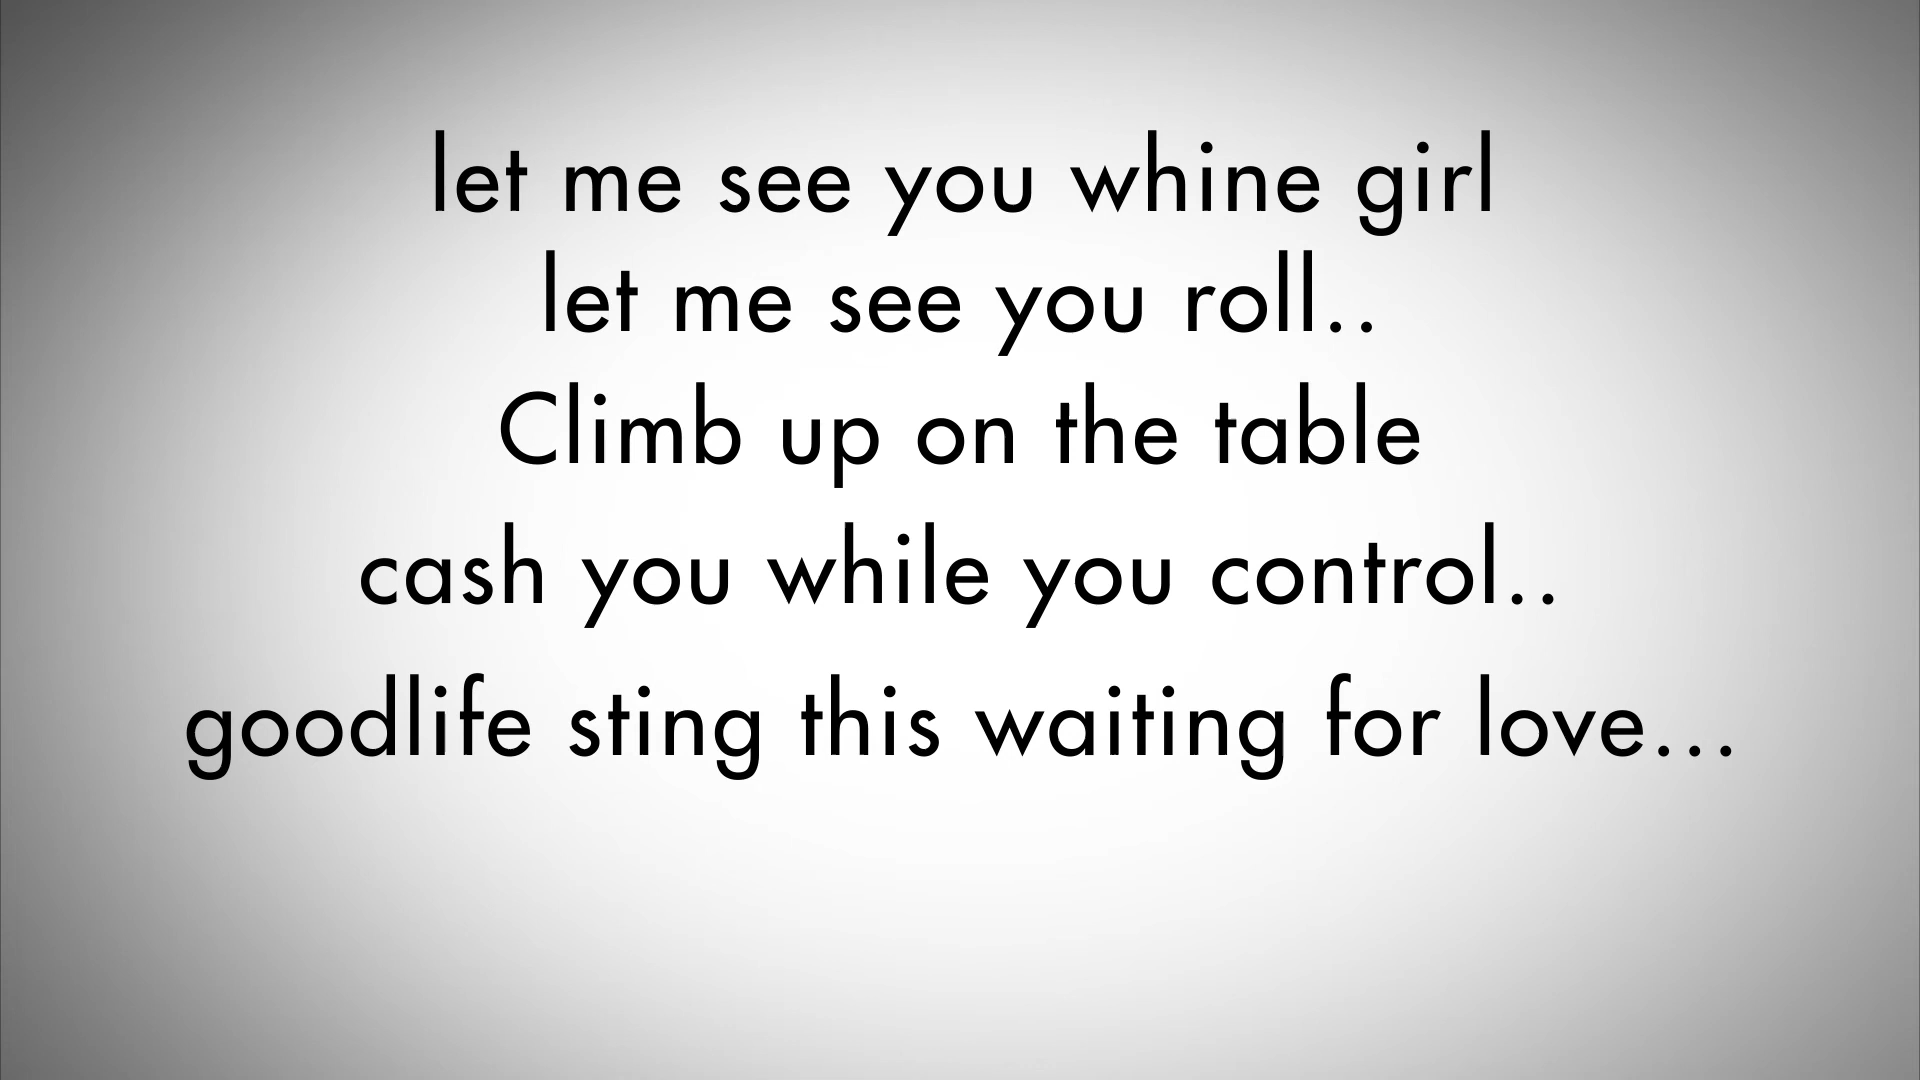 let me see you whine girl
let me see you roll..
Climb up on the table
cash you while you control..
goodlife sting this waiting for love...